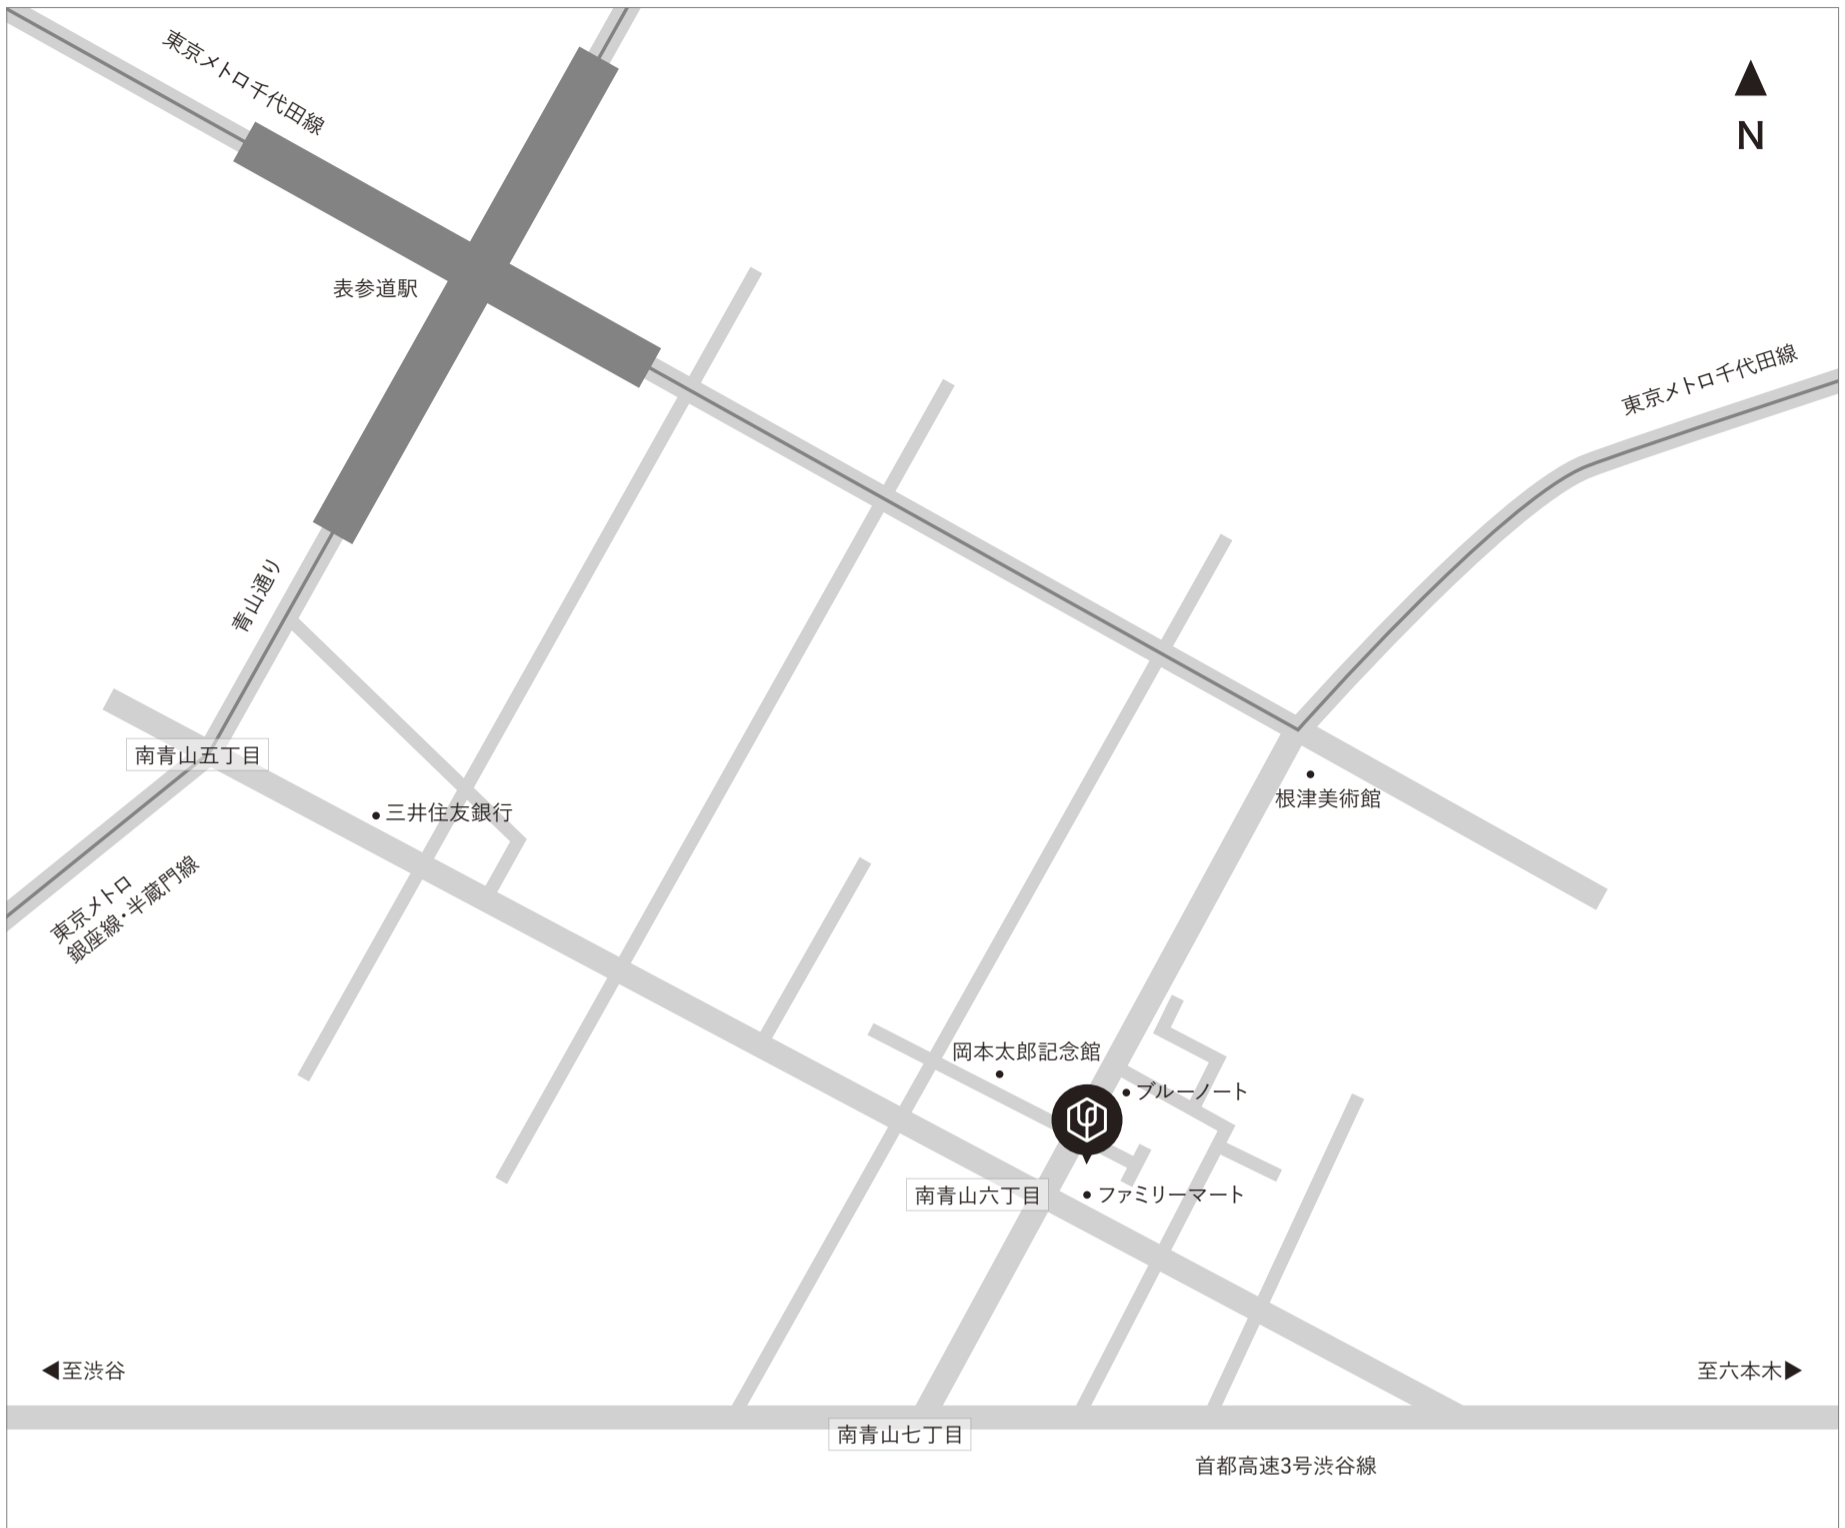 東京メトロ千代田線
N
表参道駅
東京メトロ千代田線
青山通り
南青山五丁目
三井住友銀行
根津美術館
東京メトロ
銀座線・半蔵門線
岡本太郎記念館
ブルーノート
南青山六丁目
ファミリーマート
◀至渋谷
至六本木▶
南青山七丁目
首都高速3号渋谷線